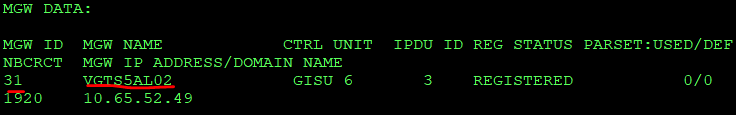 MGW DATA:
MGW ID MGW NAME CTRL UNIT IPDU ID REG STATUS PARSET:USED/DEF
NBCRCT MGW IP ADDRESS/DOMAIN NAME
31 VGTS5AL02 GISU 6 3 REGISTERED 0/0
1920 10.65.52.49